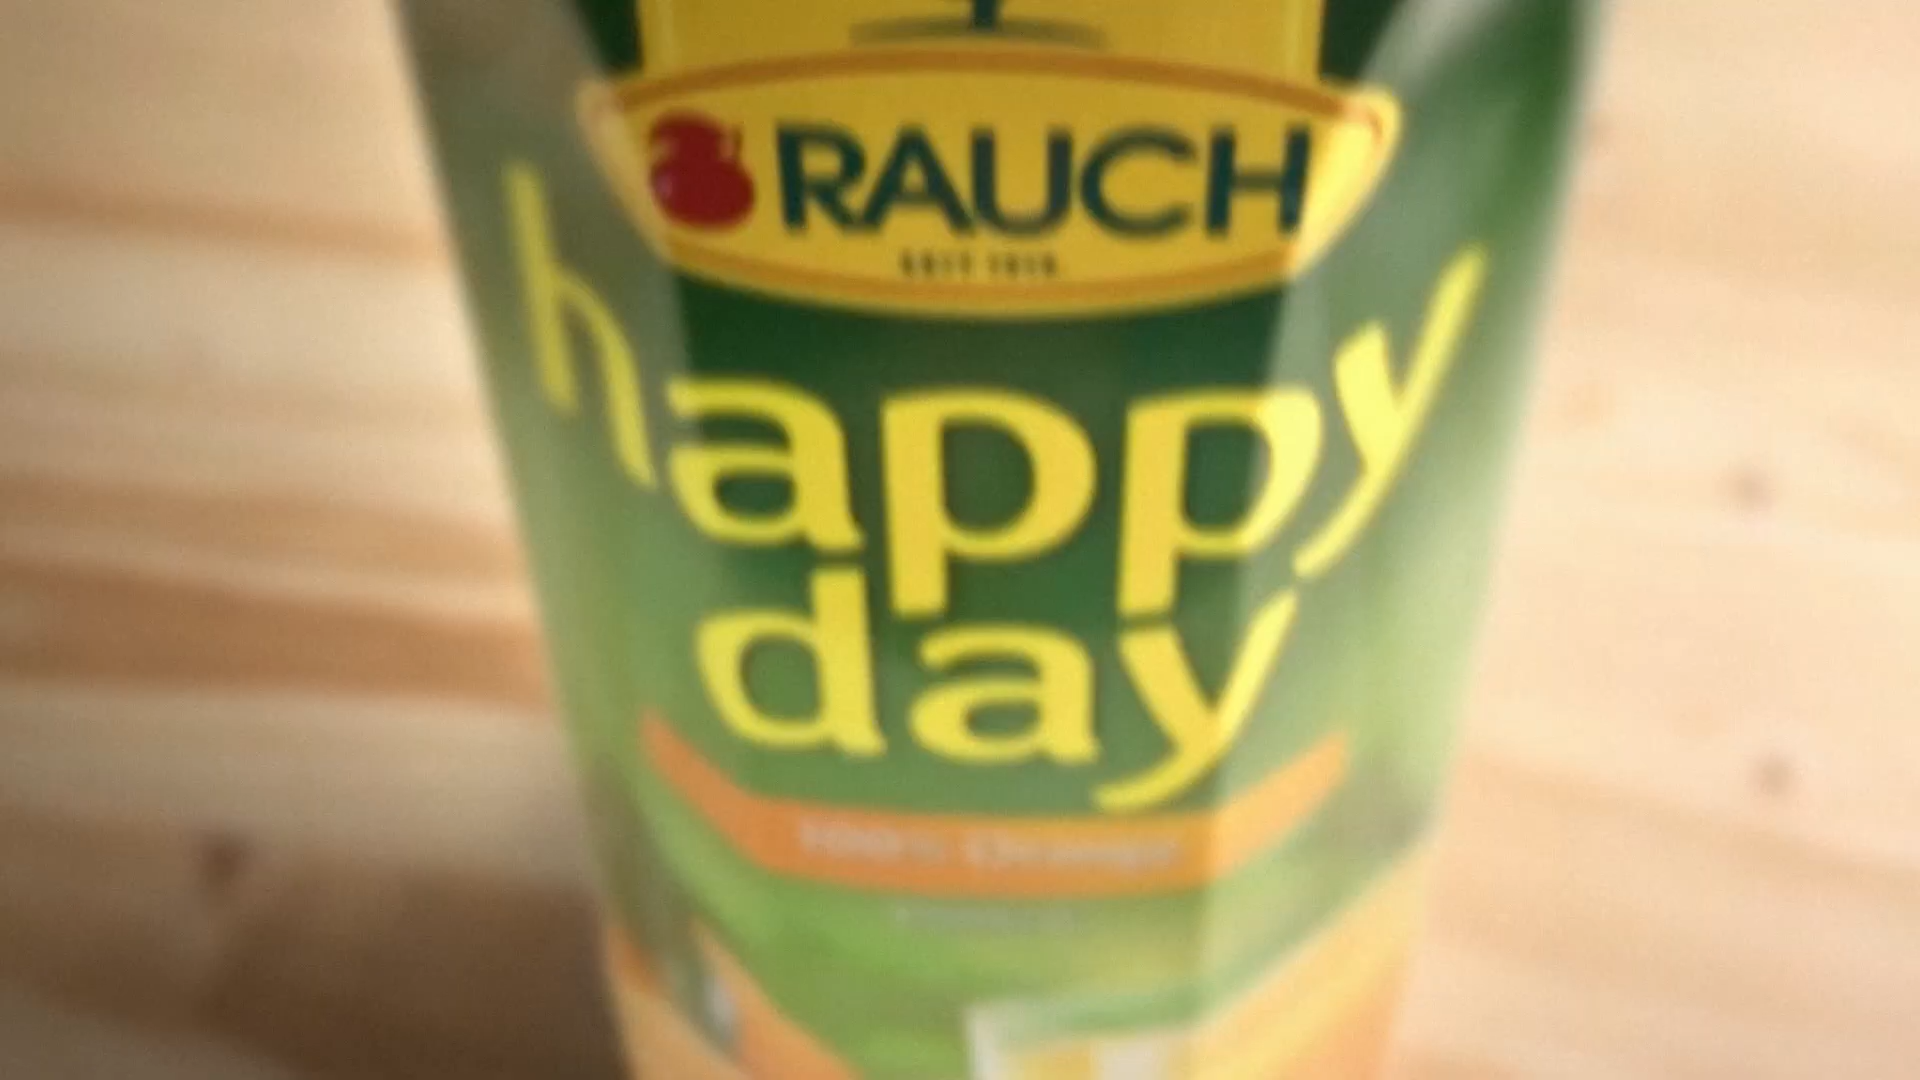 RAUCH
SEIT 1919
happy
day
100% Orange